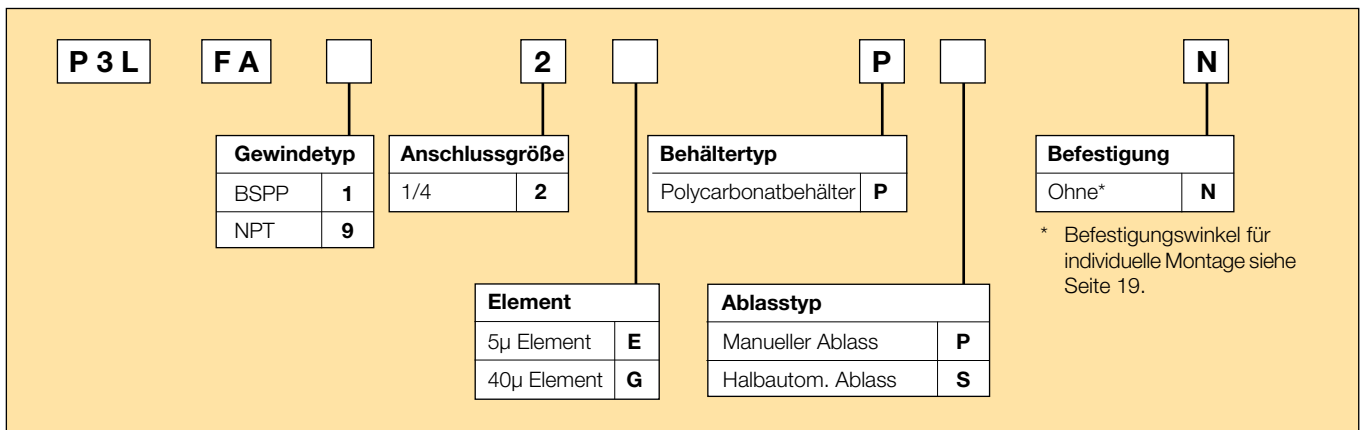 P 3 L F A 2 P N
Gewindetyp
BSPP 1
NPT 9
Anschlussgröße
1/4 2
Behältertyp
Polycarbonatbehälter P
Befestigung
Ohne* N
* Befestigungswinkel für
individuelle Montage siehe
Seite 19.
Element
5μ Element E
40μ Element G
Ablasstyp
Manueller Ablass P
Halbautom. Ablass S